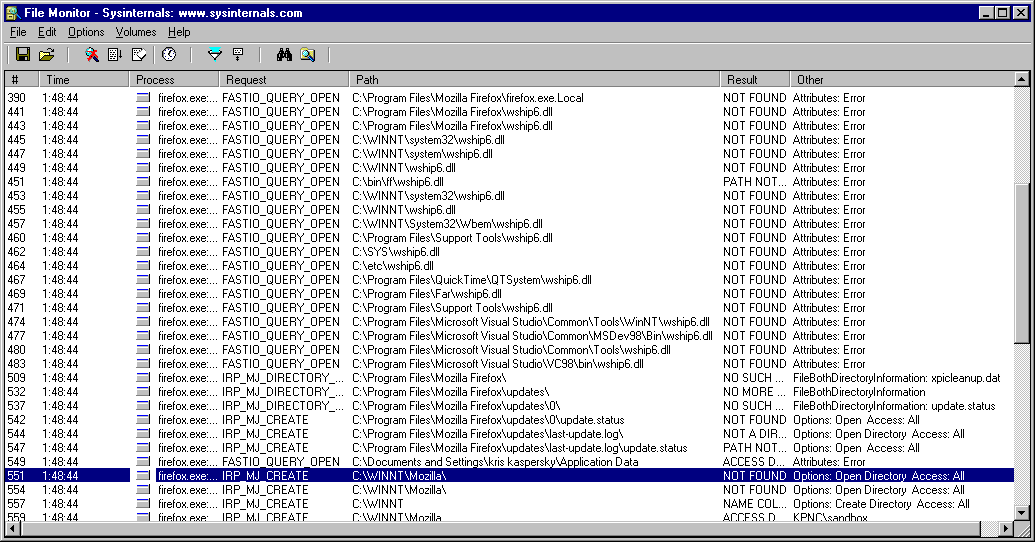 File Monitor - Sysinternals: www.sysinternals.com
File Edit Options Volumes Help
# Time Process Request Path Result Other
390 1:48:44 firefox.exe:... FASTIO_QUERY_OPEN C:\Program Files\Mozilla Firefox\firefox.exe.Local NOT FOUND Attributes: Error
441 1:48:44 firefox.exe:... FASTIO_QUERY_OPEN C:\Program Files\Mozilla Firefox\wship6.dll NOT FOUND Attributes: Error
443 1:48:44 firefox.exe:... FASTIO_QUERY_OPEN C:\Program Files\Mozilla Firefox\wship6.dll NOT FOUND Attributes: Error
445 1:48:44 firefox.exe:... FASTIO_QUERY_OPEN C:\WINNT\system32\wship6.dll NOT FOUND Attributes: Error
447 1:48:44 firefox.exe:... FASTIO_QUERY_OPEN C:\WINNT\system\wship6.dll NOT FOUND Attributes: Error
449 1:48:44 firefox.exe:... FASTIO_QUERY_OPEN C:\WINNT\wship6.dll NOT FOUND Attributes: Error
451 1:48:44 firefox.exe:... FASTIO_QUERY_OPEN C:\bin\ff\wship6.dll PATH NOT... Attributes: Error
453 1:48:44 firefox.exe:... FASTIO_QUERY_OPEN C:\WINNT\system32\wship6.dll NOT FOUND Attributes: Error
455 1:48:44 firefox.exe:... FASTIO_QUERY_OPEN C:\WINNT\wship6.dll NOT FOUND Attributes: Error
457 1:48:44 firefox.exe:... FASTIO_QUERY_OPEN C:\WINNT\System32\Wbem\wship6.dll NOT FOUND Attributes: Error
460 1:48:44 firefox.exe:... FASTIO_QUERY_OPEN C:\Program Files\Support Tools\wship6.dll NOT FOUND Attributes: Error
462 1:48:44 firefox.exe:... FASTIO_QUERY_OPEN C:\SYS\wship6.dll NOT FOUND Attributes: Error
464 1:48:44 firefox.exe:... FASTIO_QUERY_OPEN C:\etc\wship6.dll NOT FOUND Attributes: Error
467 1:48:44 firefox.exe:... FASTIO_QUERY_OPEN C:\Program Files\QuickTime\QTSystem\wship6.dll NOT FOUND Attributes: Error
469 1:48:44 firefox.exe:... FASTIO_QUERY_OPEN C:\Program Files\Far\wship6.dll NOT FOUND Attributes: Error
471 1:48:44 firefox.exe:... FASTIO_QUERY_OPEN C:\Program Files\Support Tools\wship6.dll NOT FOUND Attributes: Error
474 1:48:44 firefox.exe:... FASTIO_QUERY_OPEN C:\Program Files\Microsoft Visual Studio\Common\Tools\WinNT\wship6.dll NOT FOUND Attributes: Error
477 1:48:44 firefox.exe:... FASTIO_QUERY_OPEN C:\Program Files\Microsoft Visual Studio\Common\MSDev98\Bin\wship6.dll NOT FOUND Attributes: Error
480 1:48:44 firefox.exe:... FASTIO_QUERY_OPEN C:\Program Files\Microsoft Visual Studio\Common\Tools\wship6.dll NOT FOUND Attributes: Error
483 1:48:44 firefox.exe:... FASTIO_QUERY_OPEN C:\Program Files\Microsoft Visual Studio\VC98\bin\wship6.dll NOT FOUND Attributes: Error
509 1:48:44 firefox.exe:... IRP_MJ_DIRECTORY_... C:\Program Files\Mozilla Firefox\ NO SUCH ... FileBothDirectoryInformation: xpicleanup.dat
532 1:48:44 firefox.exe:... IRP_MJ_DIRECTORY_... C:\Program Files\Mozilla Firefox\updates\ NO MORE ... FileBothDirectoryInformation
537 1:48:44 firefox.exe:... IRP_MJ_DIRECTORY_... C:\Program Files\Mozilla Firefox\updates\0\ NO SUCH ... FileBothDirectoryInformation: update.status
542 1:48:44 firefox.exe:... IRP_MJ_CREATE C:\Program Files\Mozilla Firefox\updates\0\update.status NOT FOUND Options: Open Access: All
544 1:48:44 firefox.exe:... IRP_MJ_CREATE C:\Program Files\Mozilla Firefox\updates\last-update.log\ NOT A DIR... Options: Open Directory Access: All
547 1:48:44 firefox.exe:... IRP_MJ_CREATE C:\Program Files\Mozilla Firefox\updates\last-update.log\update.status PATH NOT... Options: Open Access: All
549 1:48:44 firefox.exe:... FASTIO_QUERY_OPEN C:\Documents and Settings\kris kaspersky\Application Data ACCESS D... Attributes: Error
551 1:48:44 firefox.exe:... IRP_MJ_CREATE C:\WINNT\Mozilla\ NOT FOUND Options: Open Directory Access: All
554 1:48:44 firefox.exe:... IRP_MJ_CREATE C:\WINNT\Mozilla\ NOT FOUND Options: Open Directory Access: All
557 1:48:44 firefox.exe:... IRP_MJ_CREATE C:\WINNT NAME COL... Options: Create Directory Access: All
559 1:48:44 firefox.exe:... IRP_MJ_CREATE C:\WINNT\Mozilla ACCESS D... KPNC\sandbox